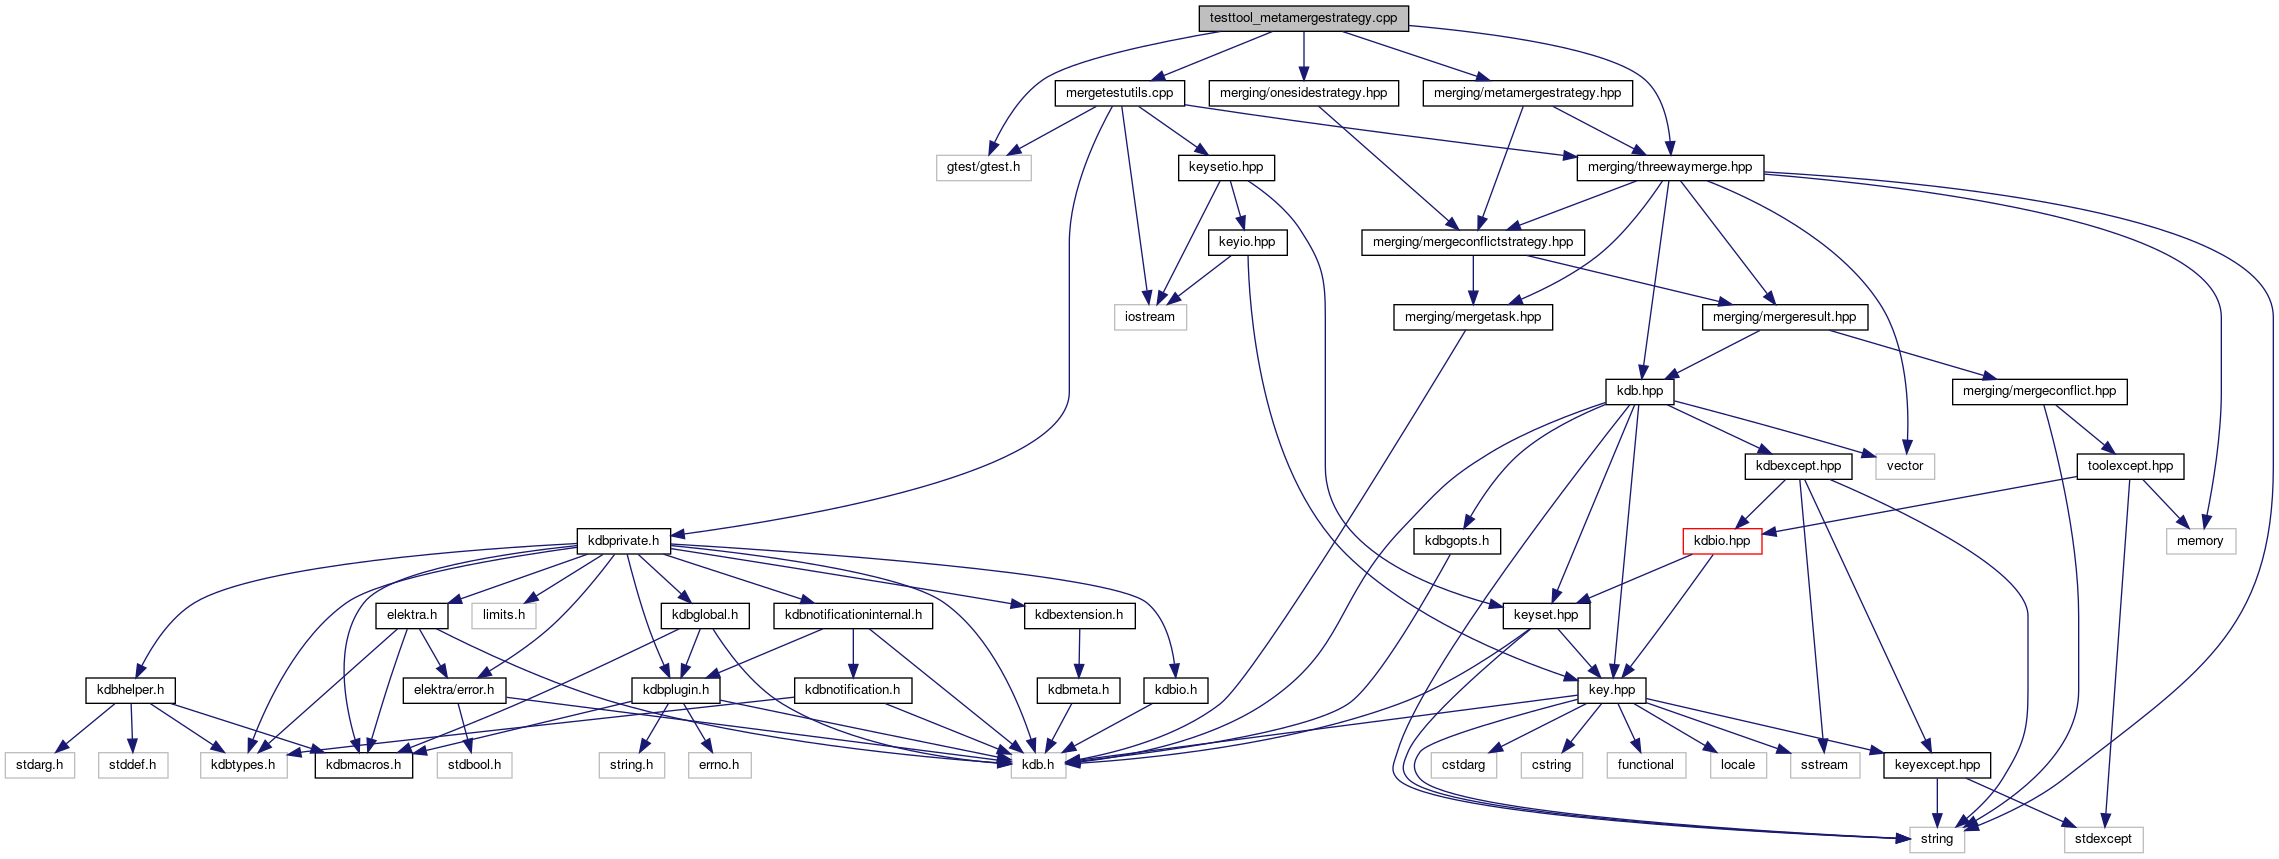 testtool_metamergestrategy.cpp
mergetestutils.cpp
merging/onesidestrategy.hpp
merging/metamergestrategy.hpp
gtest/gtest.h
keysetio.hpp
merging/threewaymerge.hpp
keyio.hpp
merging/mergeconflictstrategy.hpp
iostream
merging/mergetask.hpp
merging/mergeresult.hpp
kdb.hpp
merging/mergeconflict.hpp
kdbexcept.hpp
vector
toolexcept.hpp
kdbprivate.h
kdbgopts.h
kdbio.hpp
memory
elektra.h
limits.h
kdbglobal.h
kdbnotificationinternal.h
kdbextension.h
keyset.hpp
kdbhelper.h
elektra/error.h
kdbplugin.h
kdbnotification.h
kdbmeta.h
kdbio.h
key.hpp
stdarg.h
stddef.h
kdbtypes.h
kdbmacros.h
stdbool.h
string.h
errno.h
kdb.h
cstdarg
cstring
functional
locale
sstream
keyexcept.hpp
string
stdexcept